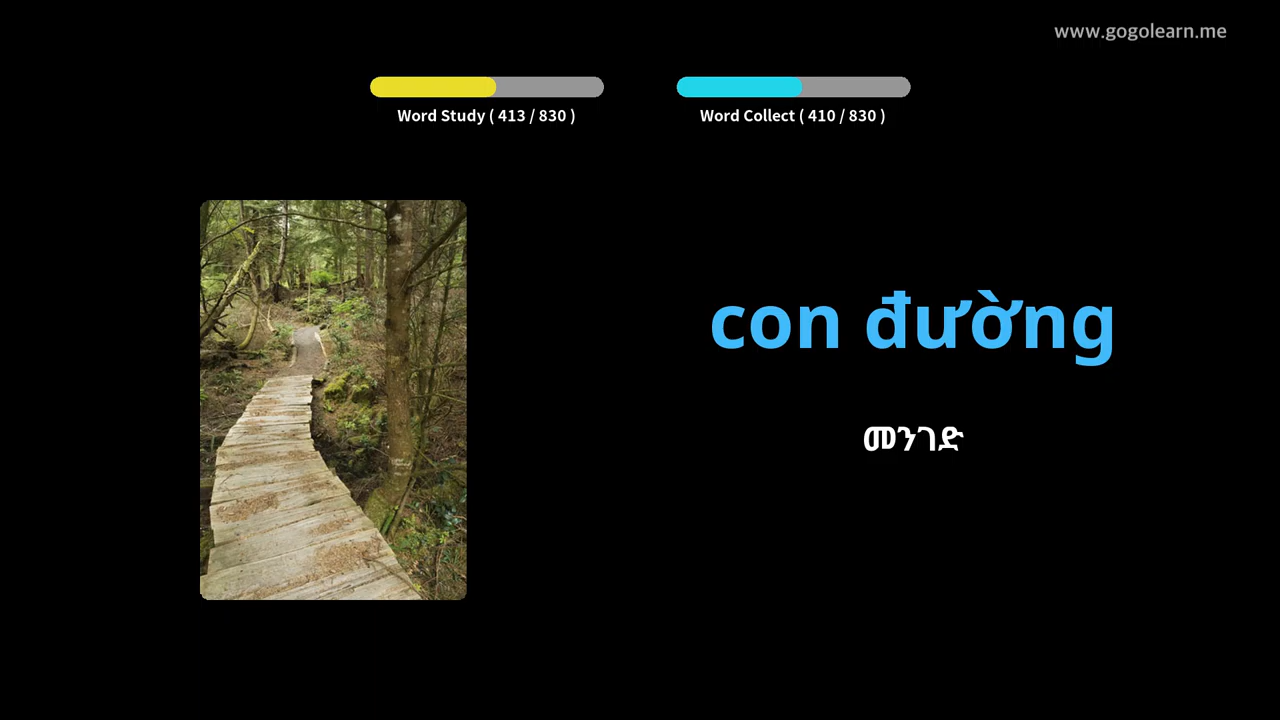 www.gogolearn.me
Word Study ( 413 / 830 )
Word Collect ( 410 / 830 )
con đường
መንገድ